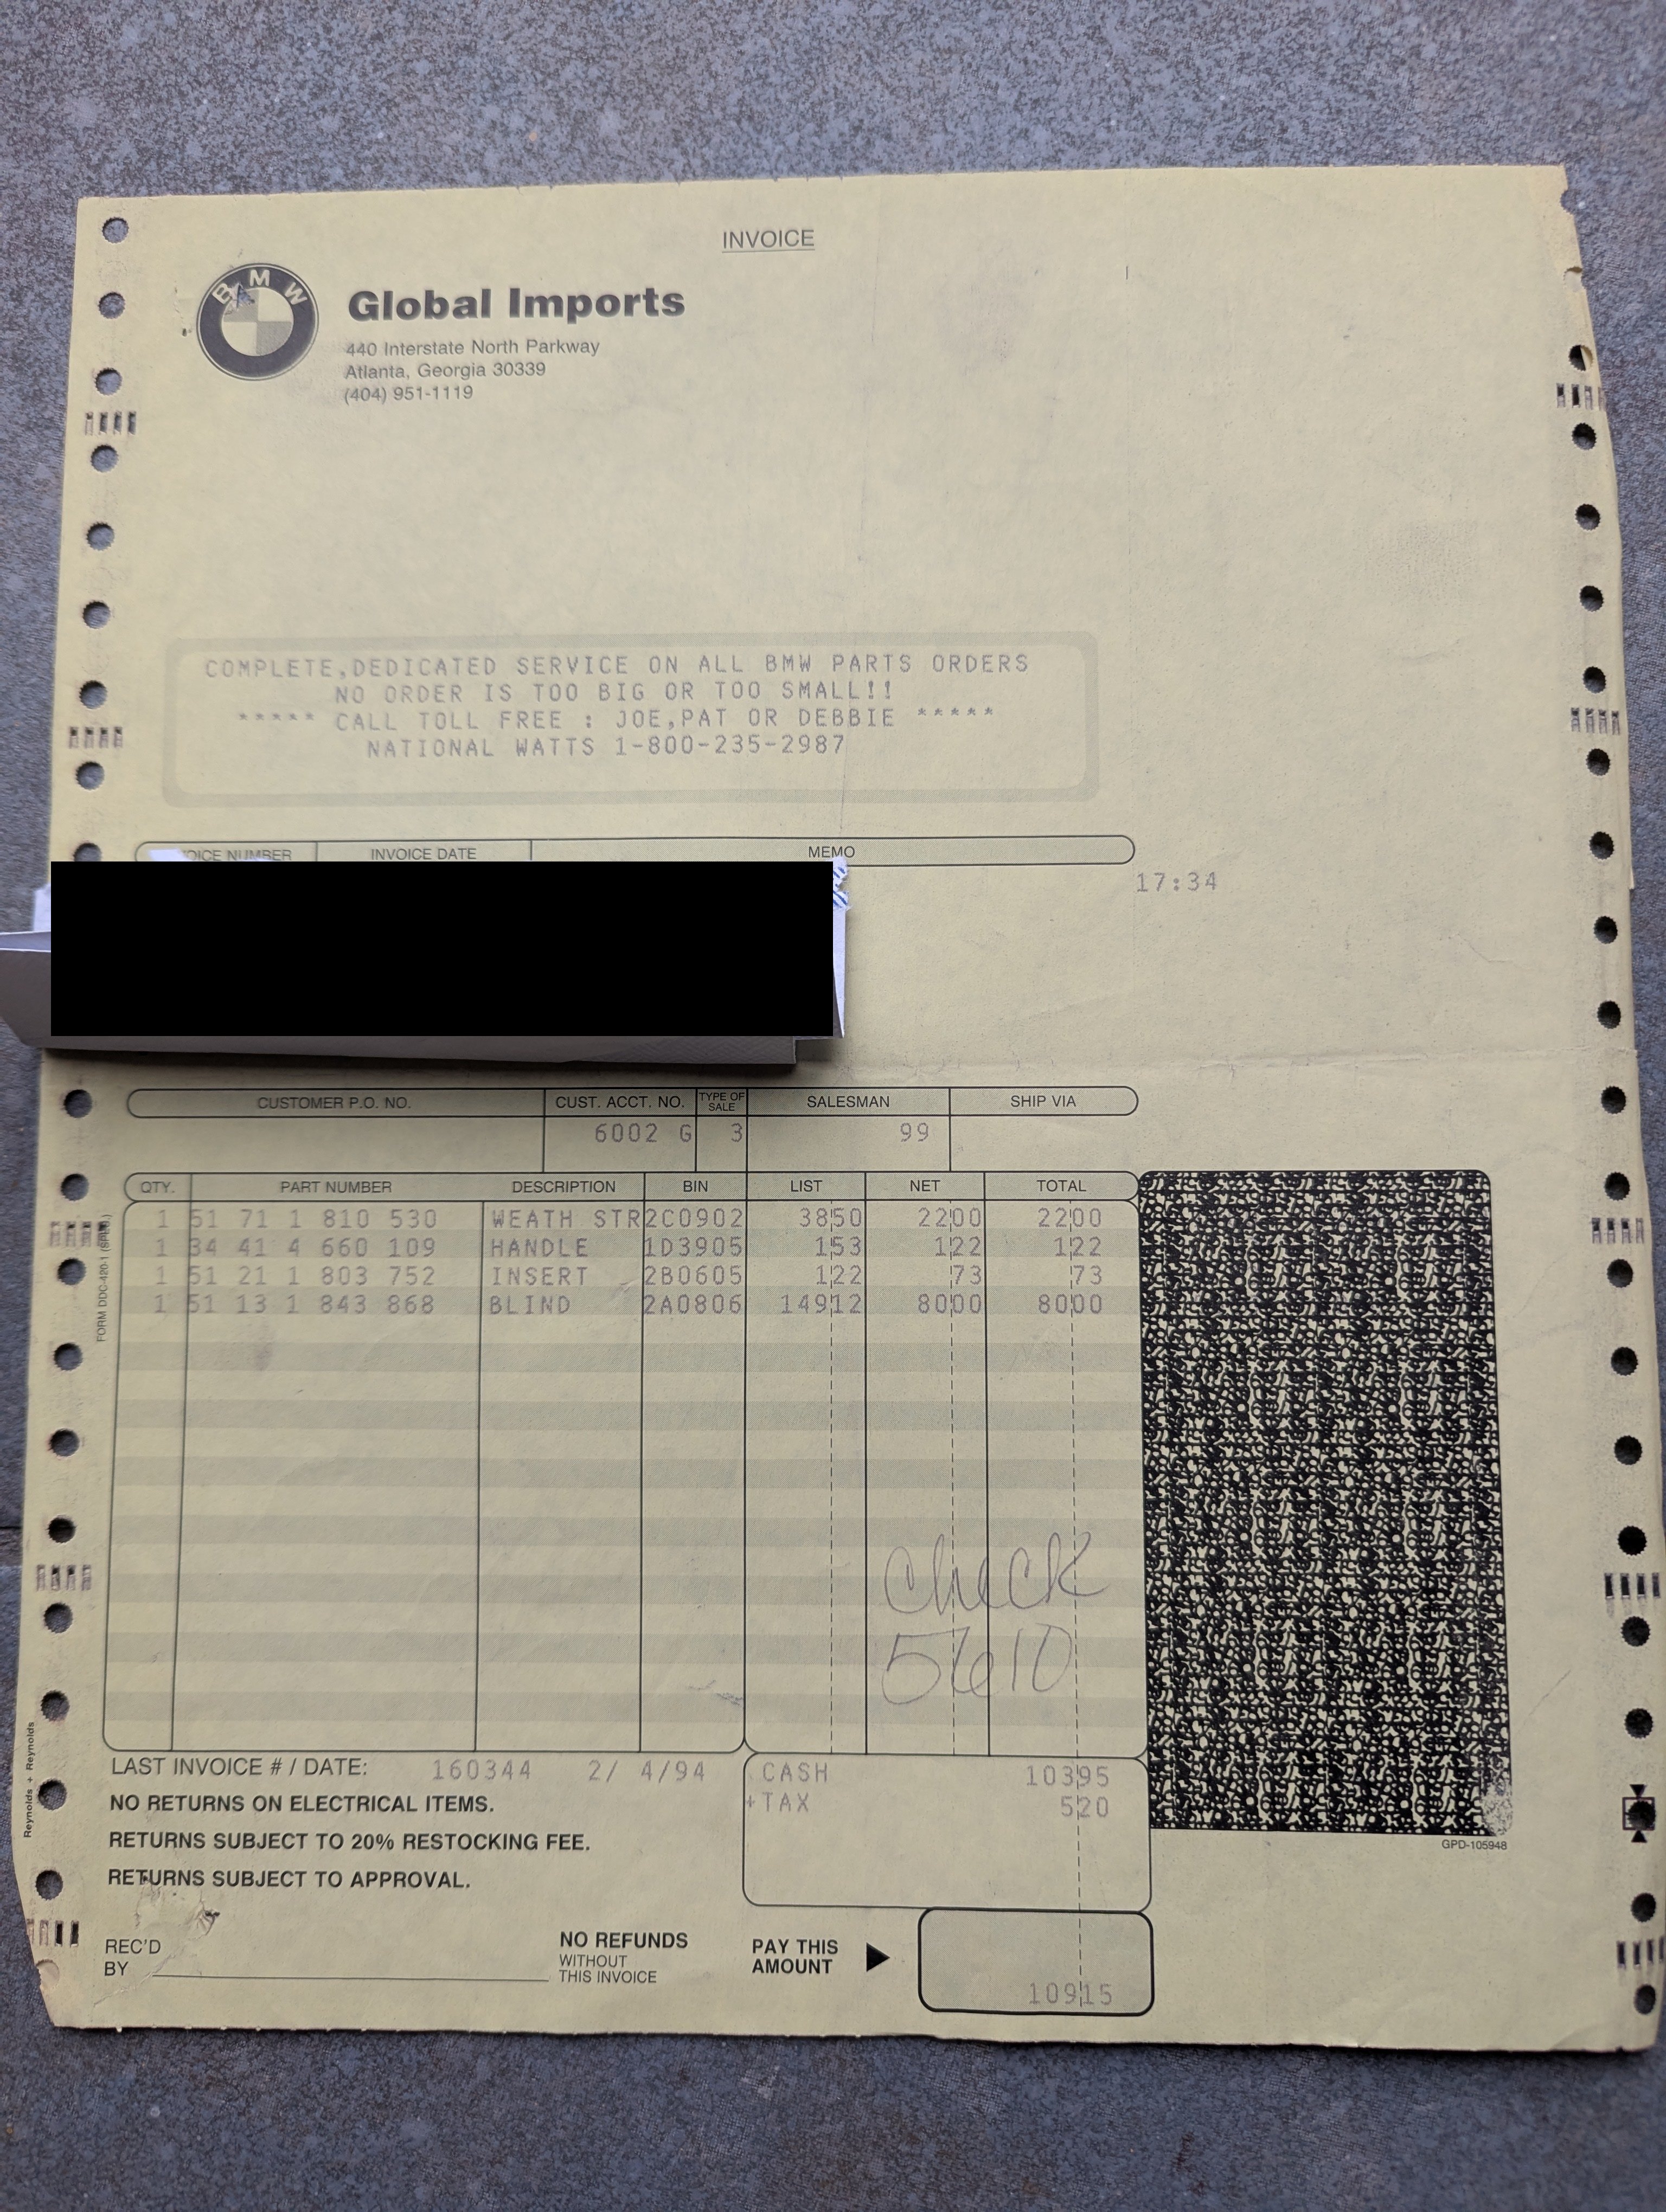 INVOICE
BMW
Global Imports
440 Interstate North Parkway
Atlanta, Georgia 30339
(404) 951-1119
COMPLETE,DEDICATED SERVICE ON ALL BMW PARTS ORDERS
NO ORDER IS TOO BIG OR TOO SMALL!!
***** CALL TOLL FREE : JOE,PAT OR DEBBIE *****
NATIONAL WATTS 1-800-235-2987
OICE NUMBER INVOICE DATE MEMO
17:34
CUSTOMER P.O. NO. CUST. ACCT. NO. TYPE OF SALE SALESMAN SHIP VIA
6002 G 3 99
QTY. PART NUMBER DESCRIPTION BIN LIST NET TOTAL
1 51 71 1 810 530 WEATH STR 2C0902 3850 2200 2200
1 34 41 4 660 109 HANDLE 1D3905 153 122 122
1 51 21 1 803 752 INSERT 2B0605 122 73 73
1 51 13 1 843 868 BLIND 2A0806 14912 8000 8000
check
5610
LAST INVOICE # / DATE: 160344 2/ 4/94 CASH 10395
NO RETURNS ON ELECTRICAL ITEMS. +TAX 520
RETURNS SUBJECT TO 20% RESTOCKING FEE.
RETURNS SUBJECT TO APPROVAL.
GPD-105948
REC'D BY
NO REFUNDS
WITHOUT
THIS INVOICE
PAY THIS
AMOUNT
10915
Reynolds + Reynolds